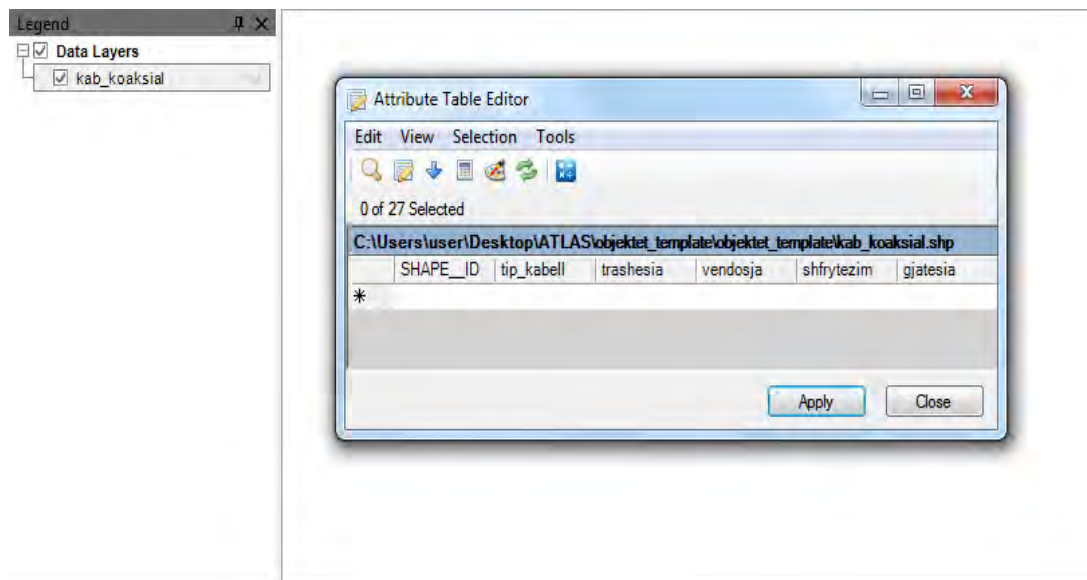 Legend
Data Layers
kab_koaksial
Attribute Table Editor
Edit View Selection Tools
0 of 27 Selected
C:\Users\user\Desktop\ATLAS\objektet_template\objektet_template\kab_koaksial.shp
SHAPE__ID tip_kabell trashesia vendosja shfrytezim gjatesia
Apply Close